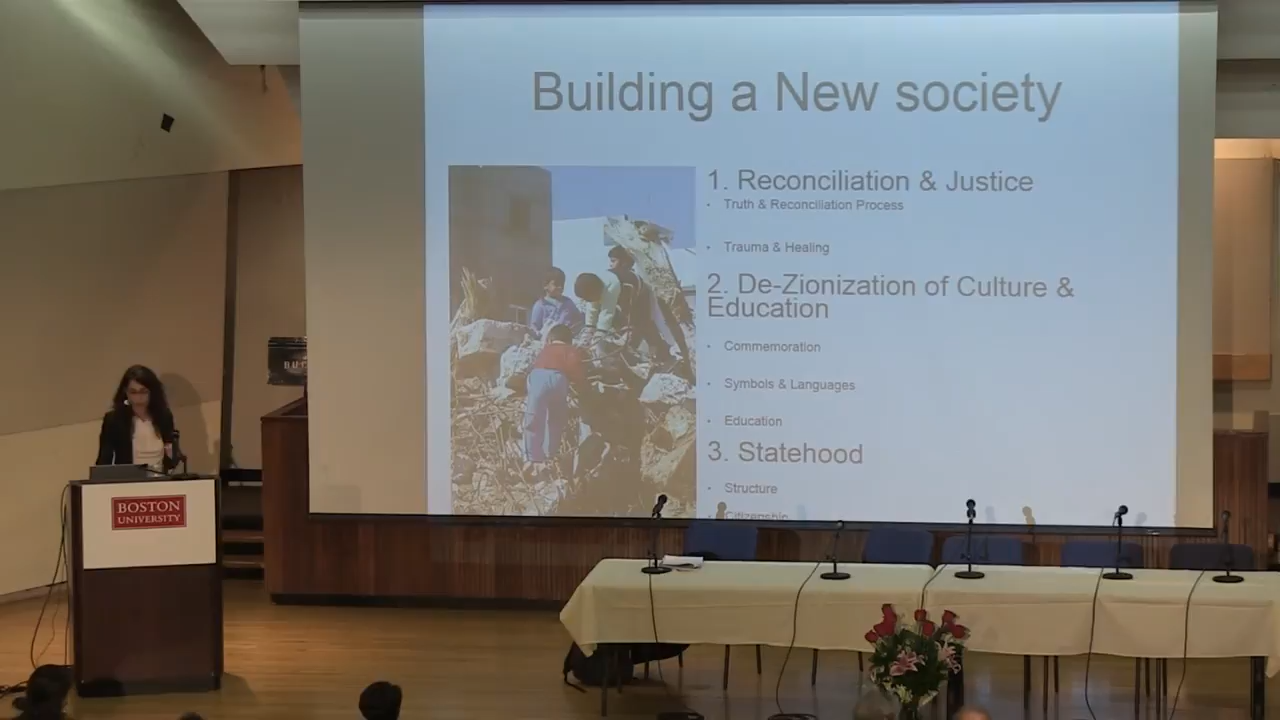 Building a New society
1. Reconciliation & Justice
• Truth & Reconciliation Process
• Trauma & Healing
2. De-Zionization of Culture &
Education
• Commemoration
• Symbols & Languages
• Education
3. Statehood
• Structure
• Citizenship
BOSTON
UNIVERSITY